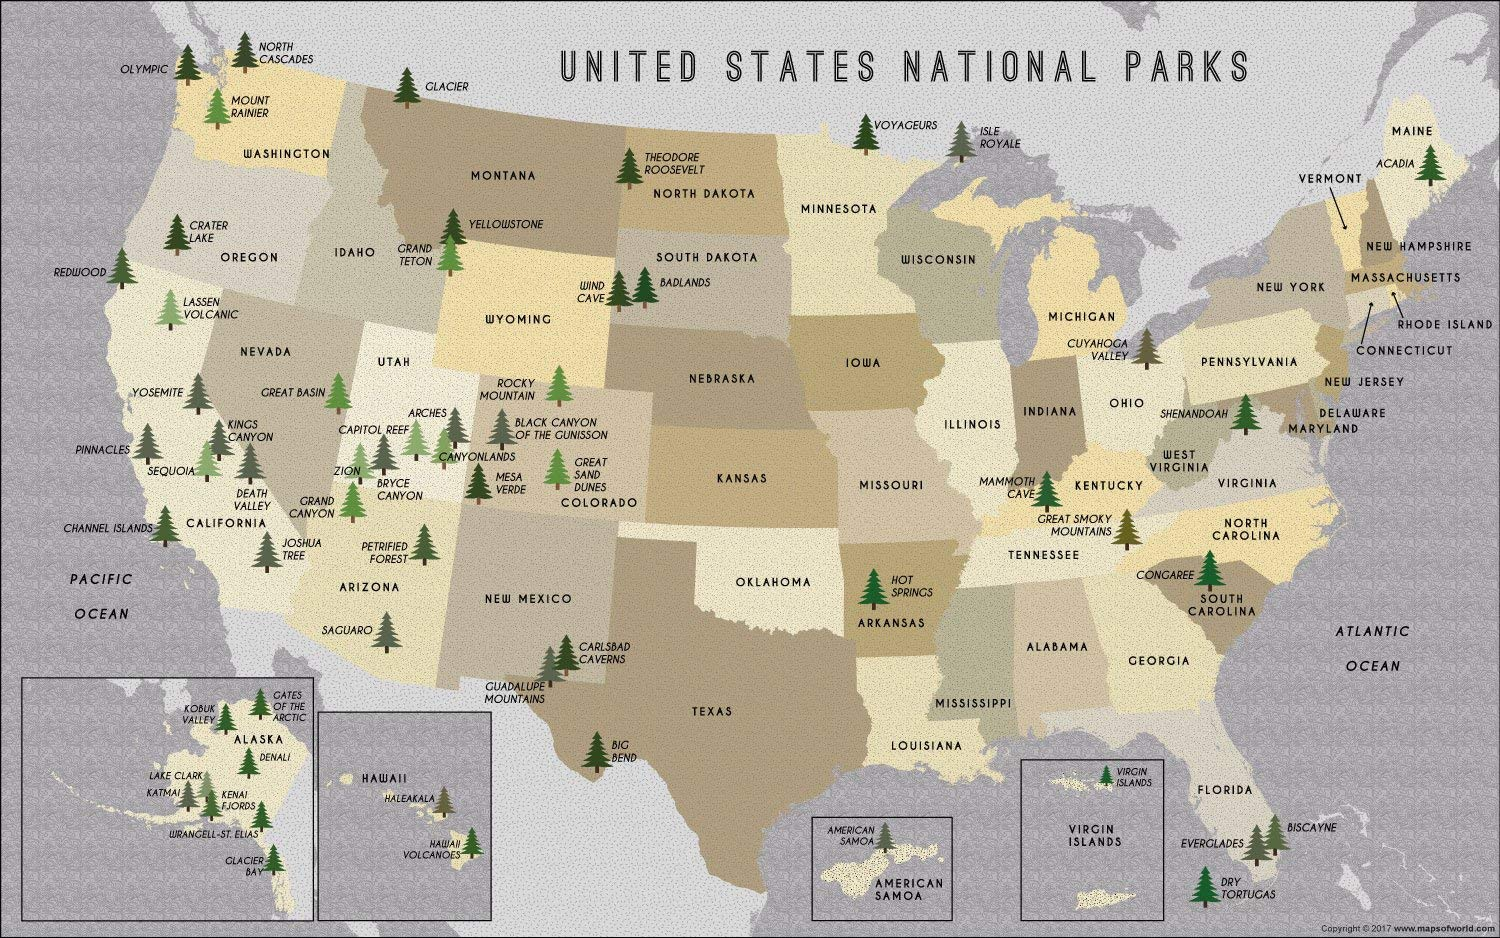 UNITED STATES NATIONAL PARKS
NORTH
CASCADES
OLYMPIC
MOUNT
RAINIER
WASHINGTON
GLACIER
MONTANA
THEODORE
ROOSEVELT
NORTH DAKOTA
VOYAGEURS
ISLE
ROYALE
MINNESOTA
MAINE
ACADIA
VERMONT
NEW HAMPSHIRE
MASSACHUSETTS
NEW YORK
RHODE ISLAND
CONNECTICUT
CRATER
LAKE
OREGON
IDAHO
YELLOWSTONE
GRAND
TETON
SOUTH DAKOTA
WIND
CAVE
BADLANDS
WISCONSIN
MICHIGAN
REDWOOD
LASSEN
VOLCANIC
NEVADA
UTAH
WYOMING
NEBRASKA
IOWA
CUYAHOGA
VALLEY
PENNSYLVANIA
NEW JERSEY
YOSEMITE
GREAT BASIN
ROCKY
MOUNTAIN
ILLINOIS
INDIANA
OHIO
SHENANDOAH
DELAWARE
MARYLAND
KINGS
CANYON
PINNACLES
SEQUOIA
DEATH
VALLEY
ARCHES
CAPITOL REEF
CANYONLANDS
BLACK CANYON
OF THE GUNISSON
ZION
BRYCE
CANYON
GRAND
CANYON
MESA
VERDE
GREAT
SAND
DUNES
COLORADO
KANSAS
MISSOURI
MAMMOTH
CAVE
KENTUCKY
WEST
VIRGINIA
VIRGINIA
CHANNEL ISLANDS
CALIFORNIA
JOSHUA
TREE
PETRIFIED
FOREST
ARIZONA
SAGUARO
NEW MEXICO
OKLAHOMA
HOT
SPRINGS
ARKANSAS
GREAT SMOKY
MOUNTAINS
TENNESSEE
NORTH
CAROLINA
CONGAREE
SOUTH
CAROLINA
PACIFIC
OCEAN
ATLANTIC
OCEAN
CARLSBAD
CAVERNS
GUADALUPE
MOUNTAINS
TEXAS
BIG
BEND
LOUISIANA
MISSISSIPPI
ALABAMA
GEORGIA
FLORIDA
EVERGLADES
BISCAYNE
DRY
TORTUGAS
KOBUK
VALLEY
GATES
OF THE
ARCTIC
ALASKA
DENALI
LAKE CLARK
KATMAI
KENAI
FJORDS
WRANGELL-ST. ELIAS
GLACIER
BAY
HAWAII
HALEAKALA
HAWAII
VOLCANOES
AMERICAN
SAMOA
AMERICAN
SAMOA
VIRGIN
ISLANDS
VIRGIN
ISLANDS
Copyright © 2017 www.mapsofworld.com